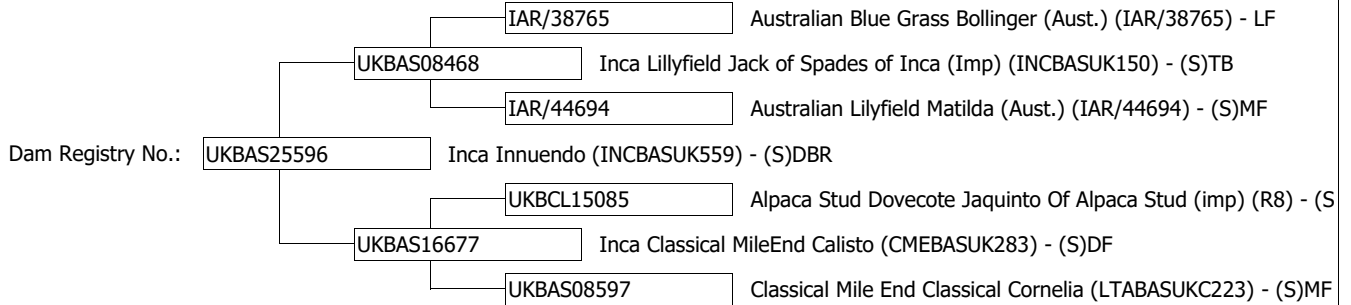 IAR/38765 Australian Blue Grass Bollinger (Aust.) (IAR/38765) - LF
UKBAS08468 Inca Lillyfield Jack of Spades of Inca (Imp) (INCBASUK150) - (S)TB
IAR/44694 Australian Lilyfield Matilda (Aust.) (IAR/44694) - (S)MF
Dam Registry No.: UKBAS25596 Inca Innuendo (INCBASUK559) - (S)DBR
UKBCL15085 Alpaca Stud Dovecote Jaquinto Of Alpaca Stud (imp) (R8) - (S
UKBAS16677 Inca Classical MileEnd Calisto (CMEBASUK283) - (S)DF
UKBAS08597 Classical Mile End Classical Cornelia (LTABASUKC223) - (S)MF